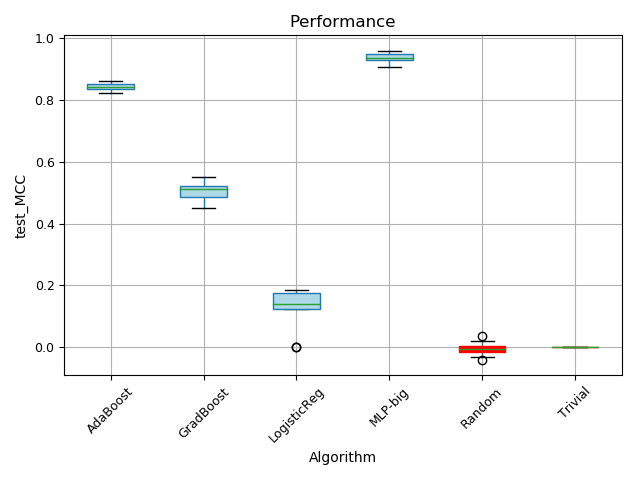 Performance
test_MCC
1.0
0.8
0.6
0.4
0.2
0.0
AdaBoost
GradBoost
LogisticReg
MLP-big
Random
Trivial
Algorithm